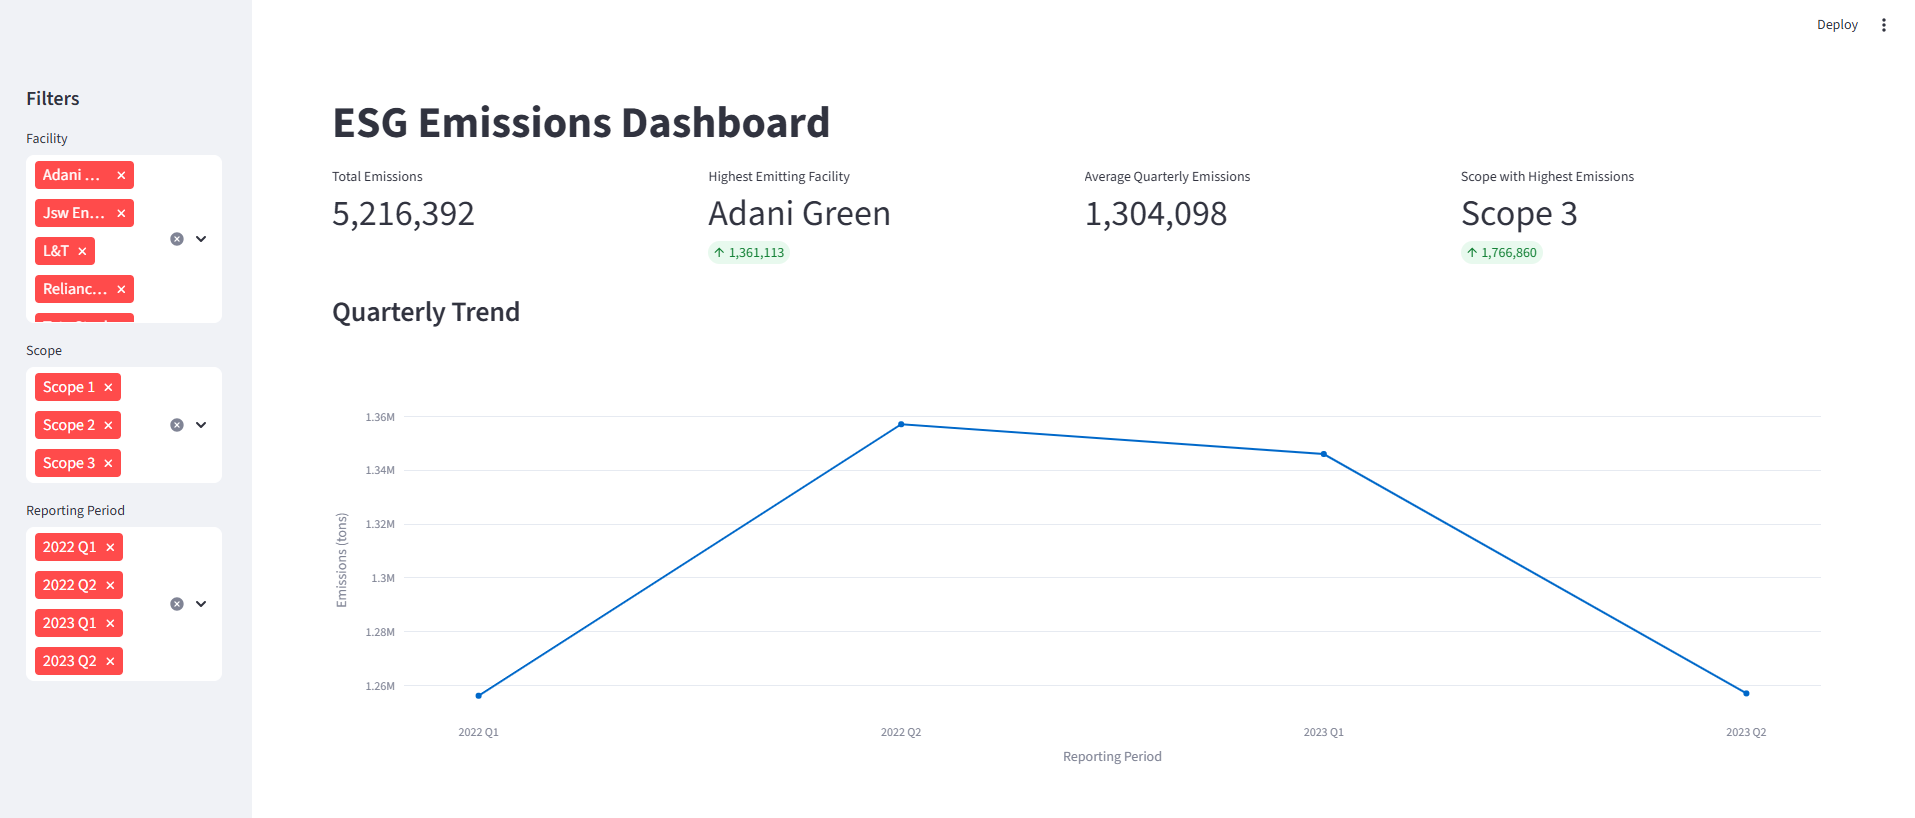 Deploy
Filters
Facility
Adani ...
Jsw En...
L&T
Relianc...
Scope
Scope 1
Scope 2
Scope 3
Reporting Period
2022 Q1
2022 Q2
2023 Q1
2023 Q2
ESG Emissions Dashboard
Total Emissions
5,216,392
Highest Emitting Facility
Adani Green
↑ 1,361,113
Average Quarterly Emissions
1,304,098
Scope with Highest Emissions
Scope 3
↑ 1,766,860
Quarterly Trend
Emissions (tons)
1.36M
1.34M
1.32M
1.3M
1.28M
1.26M
2022 Q1
2022 Q2
2023 Q1
2023 Q2
Reporting Period